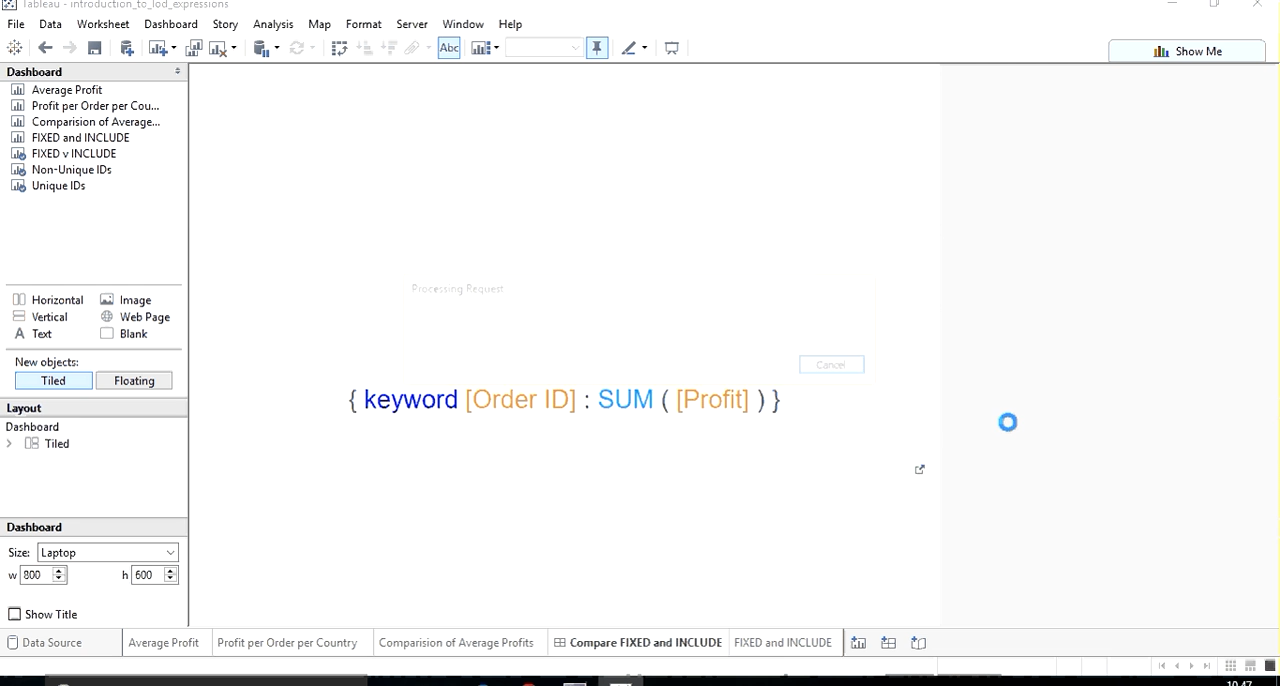 Tableau - introduction_to_lod_expressions
File Data Worksheet Dashboard Story Analysis Map Format Server Window Help
Abc
Show Me
Dashboard
Average Profit
Profit per Order per Cou...
Comparision of Average...
FIXED and INCLUDE
FIXED v INCLUDE
Non-Unique IDs
Unique IDs
Processing Request
Cancel
Horizontal Image
Vertical Web Page
A Text Blank
New objects:
Tiled Floating
{ keyword [Order ID] : SUM ( [Profit] ) }
Layout
Dashboard
Tiled
Dashboard
Size: Laptop
w 800 h 600
Show Title
Data Source Average Profit Profit per Order per Country Comparision of Average Profits Compare FIXED and INCLUDE FIXED and INCLUDE
10:47